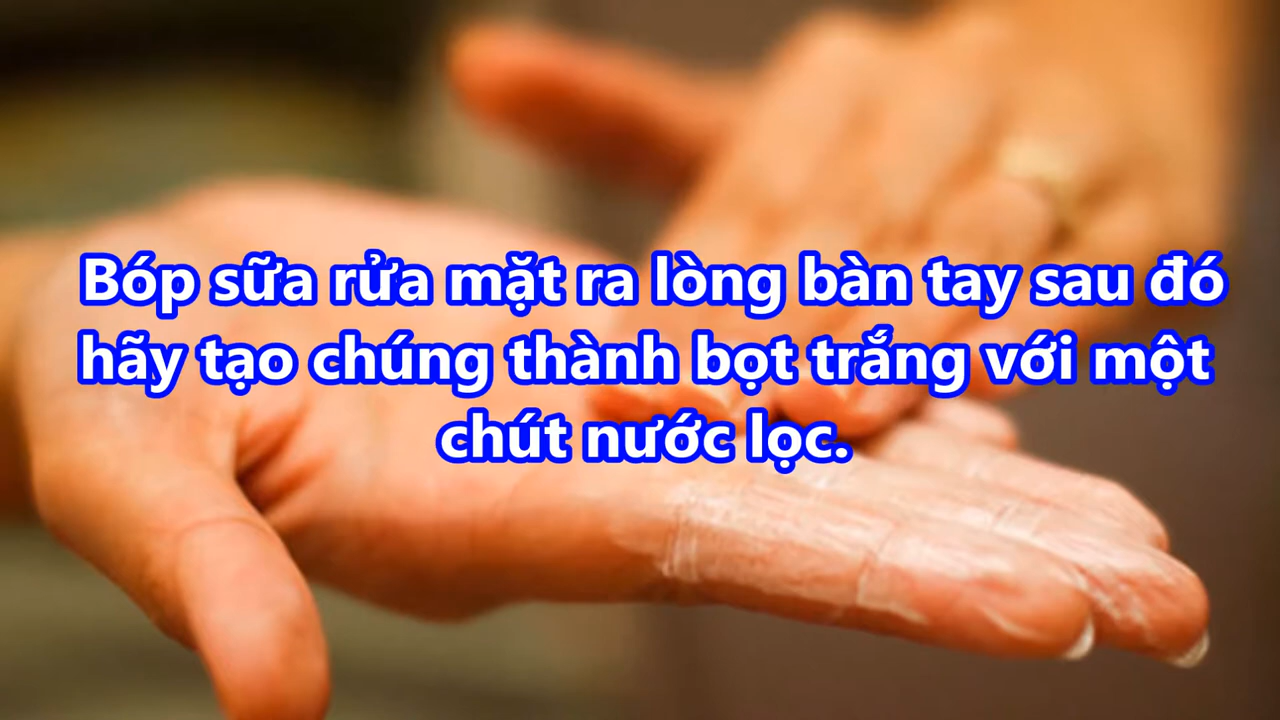 Bóp sữa rửa mặt ra lòng bàn tay sau đó
hãy tạo chúng thành bọt trắng với một
chút nước lọc.